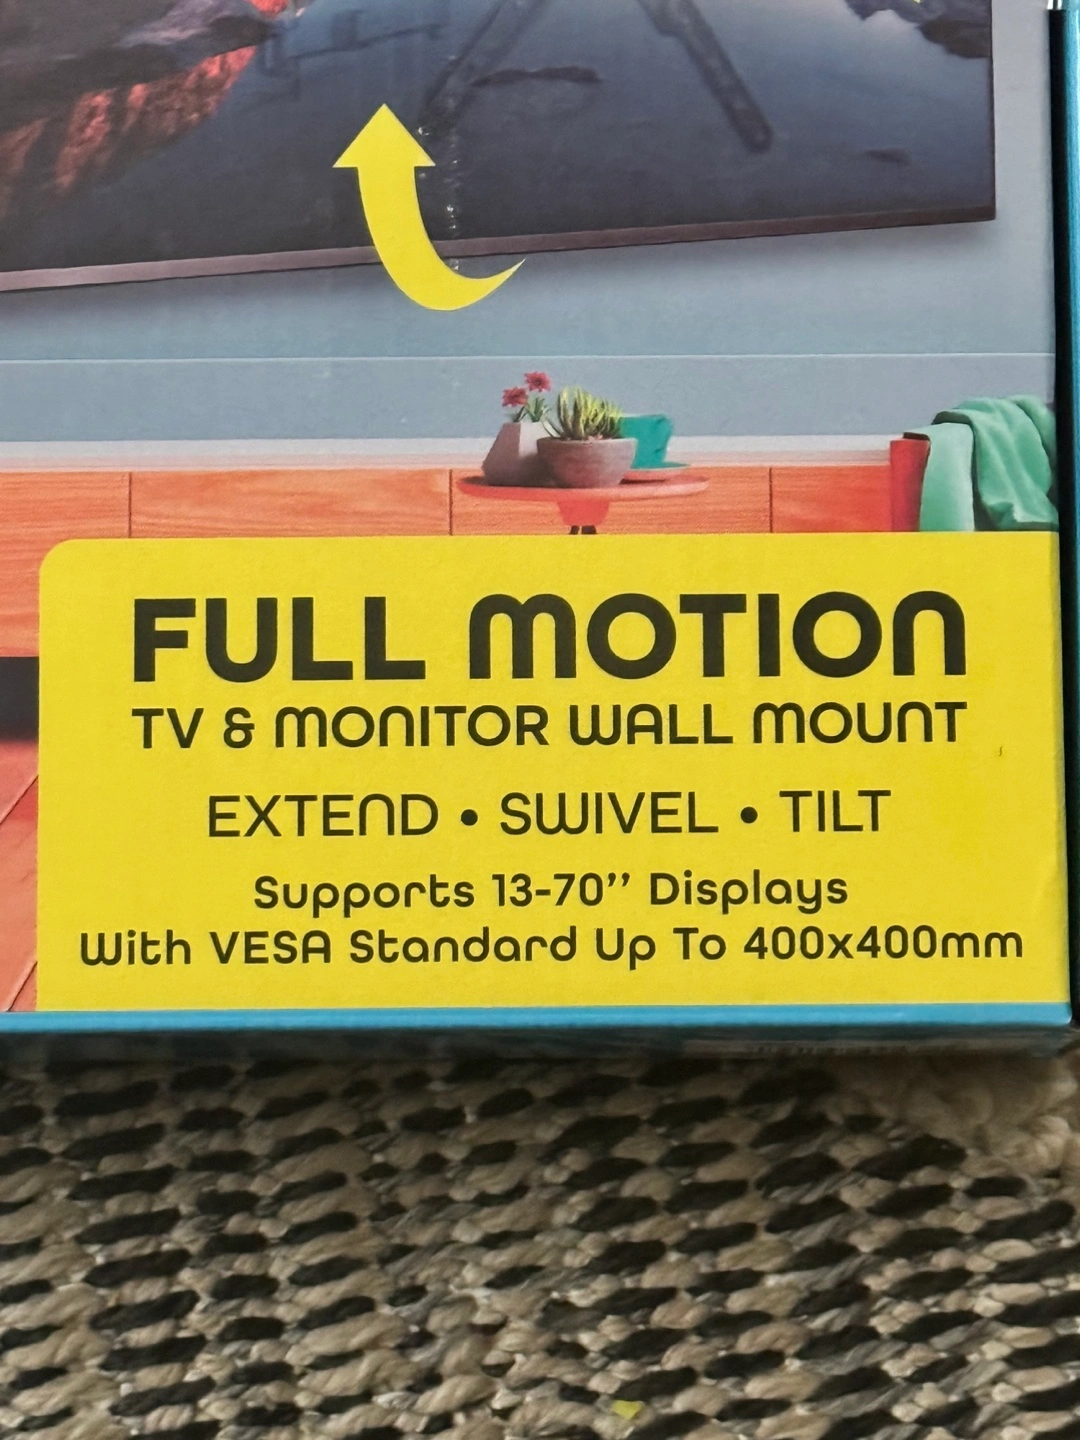 FULL MOTION
TV & MONITOR WALL MOUNT
EXTEND • SWIVEL • TILT
Supports 13-70’’ Displays
With VESA Standard Up To 400x400mm